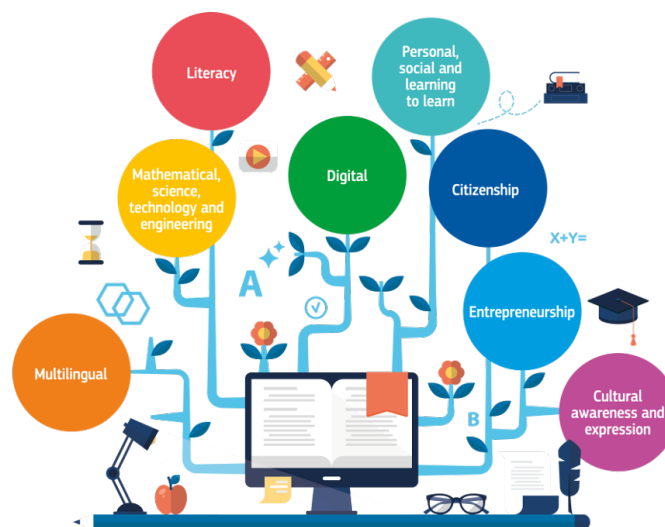 Literacy
Personal,
social and
learning
to learn
Mathematical,
science,
technology and
engineering
Digital
Citizenship
X+Y=
A
Entrepreneurship
Multilingual
Cultural
awareness and
expression
B